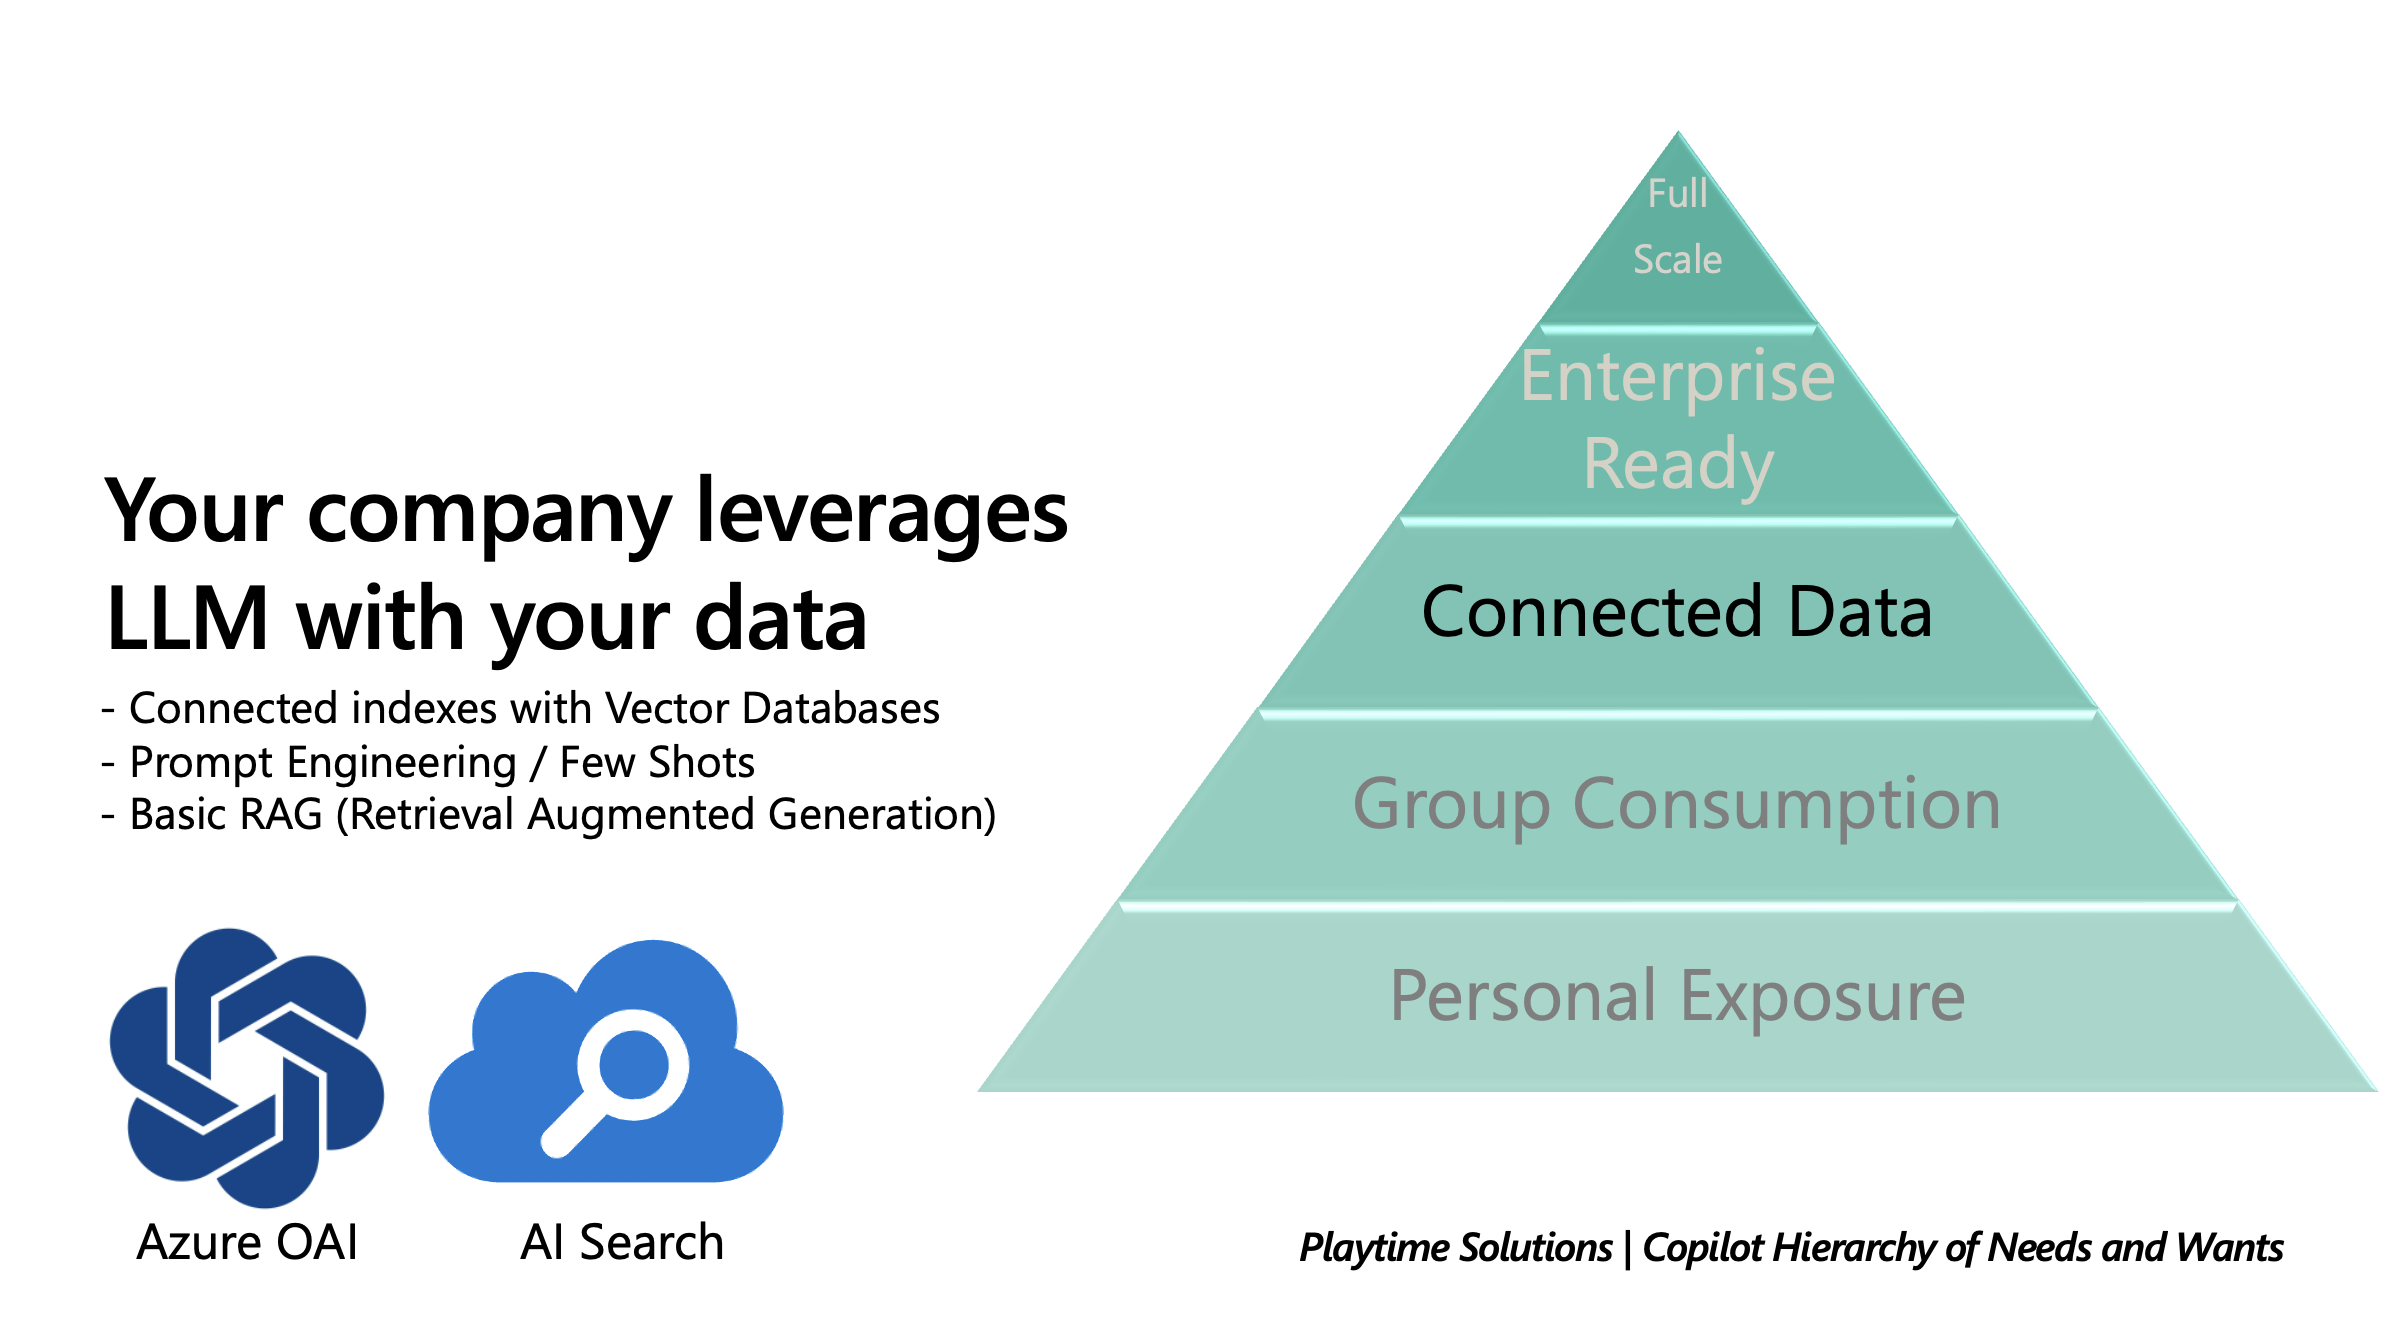 Your company leverages
LLM with your data
- Connected indexes with Vector Databases
- Prompt Engineering / Few Shots
- Basic RAG (Retrieval Augmented Generation)
Azure OAI
AI Search
Full
Scale
Enterprise
Ready
Connected Data
Group Consumption
Personal Exposure
Playtime Solutions | Copilot Hierarchy of Needs and Wants